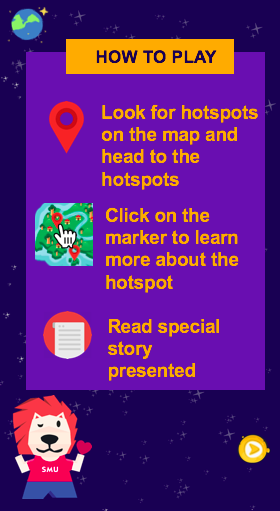 HOW TO PLAY
Look for hotspots
on the map and
head to the
hotspots
Click on the
marker to learn
more about the
hotspot
Read special
story
presented
SMU